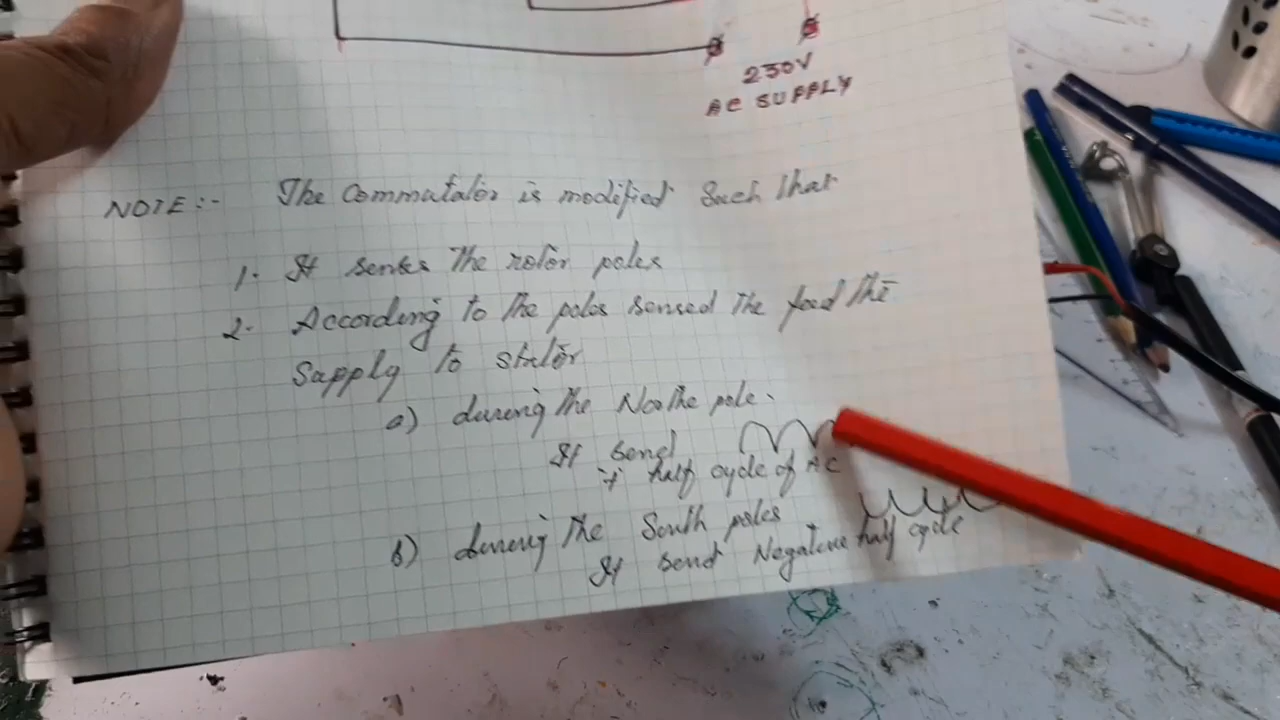 230V
AC SUPPLY
NOTE :- The Commutator is modified Such that
1. It senses The rotor poles
2. According to The poles sensed The feed The
Supply to stator
a) during The Noothe pole.
It send
+ half cycle of AC
b) during The South poles
It send Negative half cycle